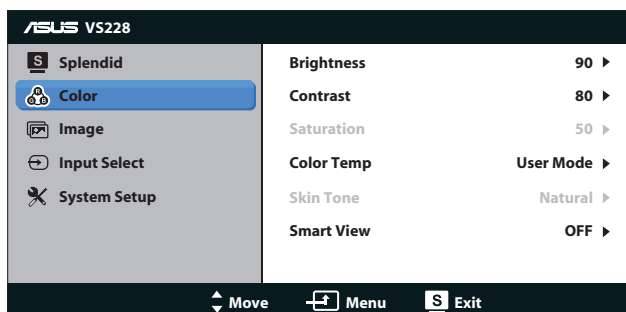 ASUS VS228
S Splendid
Color
Image
Input Select
System Setup
Brightness 90
Contrast 80
Saturation 50
Color Temp User Mode
Skin Tone Natural
Smart View OFF
Move Menu S Exit